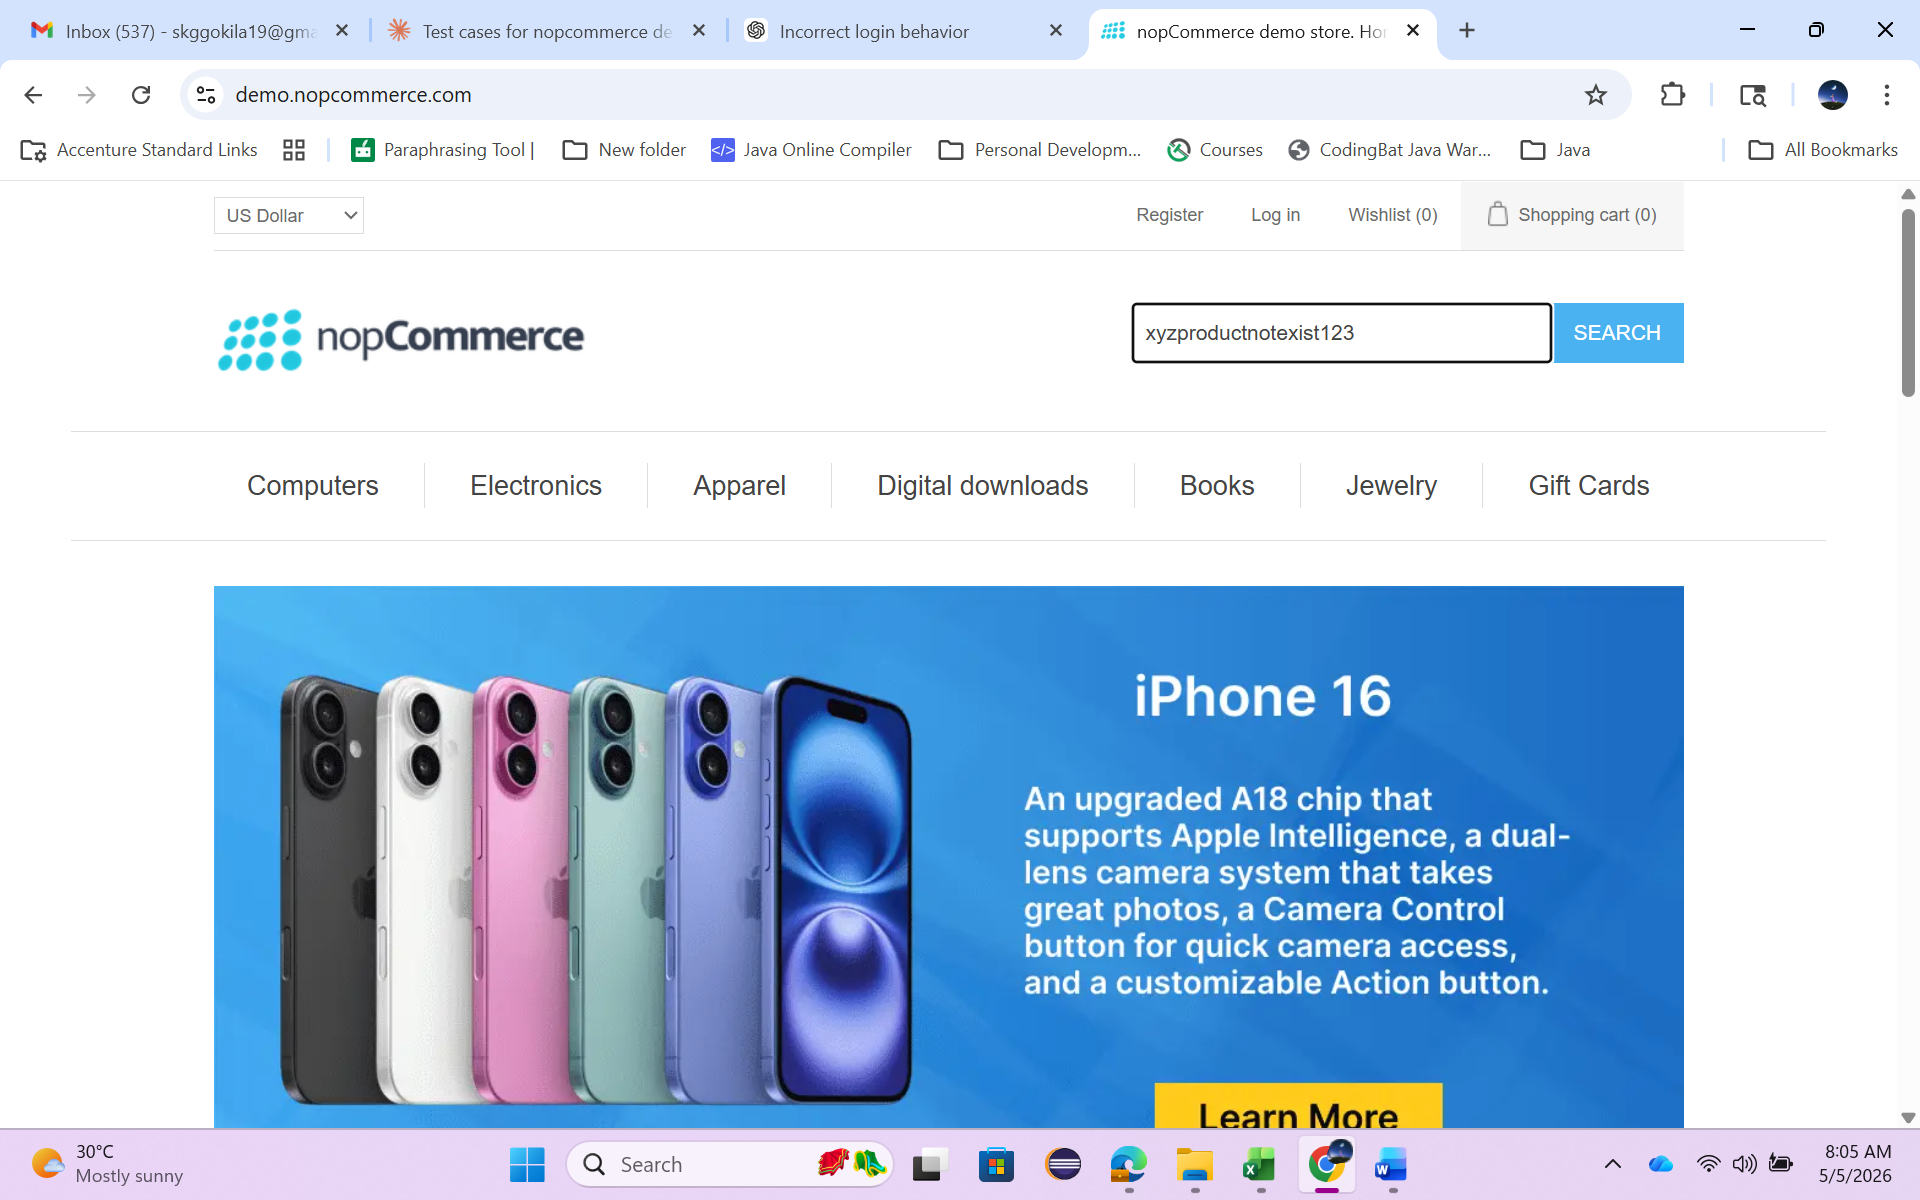 Inbox (537) - skggokila19@gma
Test cases for nopcommerce de
Incorrect login behavior
nopCommerce demo store. Hor
demo.nopcommerce.com
Accenture Standard Links
Paraphrasing Tool |
New folder
Java Online Compiler
Personal Developm...
Courses
CodingBat Java War...
Java
All Bookmarks
US Dollar
Register
Log in
Wishlist (0)
Shopping cart (0)
nopCommerce
xyzproductnotexist123
SEARCH
Computers
Electronics
Apparel
Digital downloads
Books
Jewelry
Gift Cards
iPhone 16
An upgraded A18 chip that
supports Apple Intelligence, a dual-
lens camera system that takes
great photos, a Camera Control
button for quick camera access,
and a customizable Action button.
Learn More
30°C
Mostly sunny
Search
8:05 AM
5/5/2026